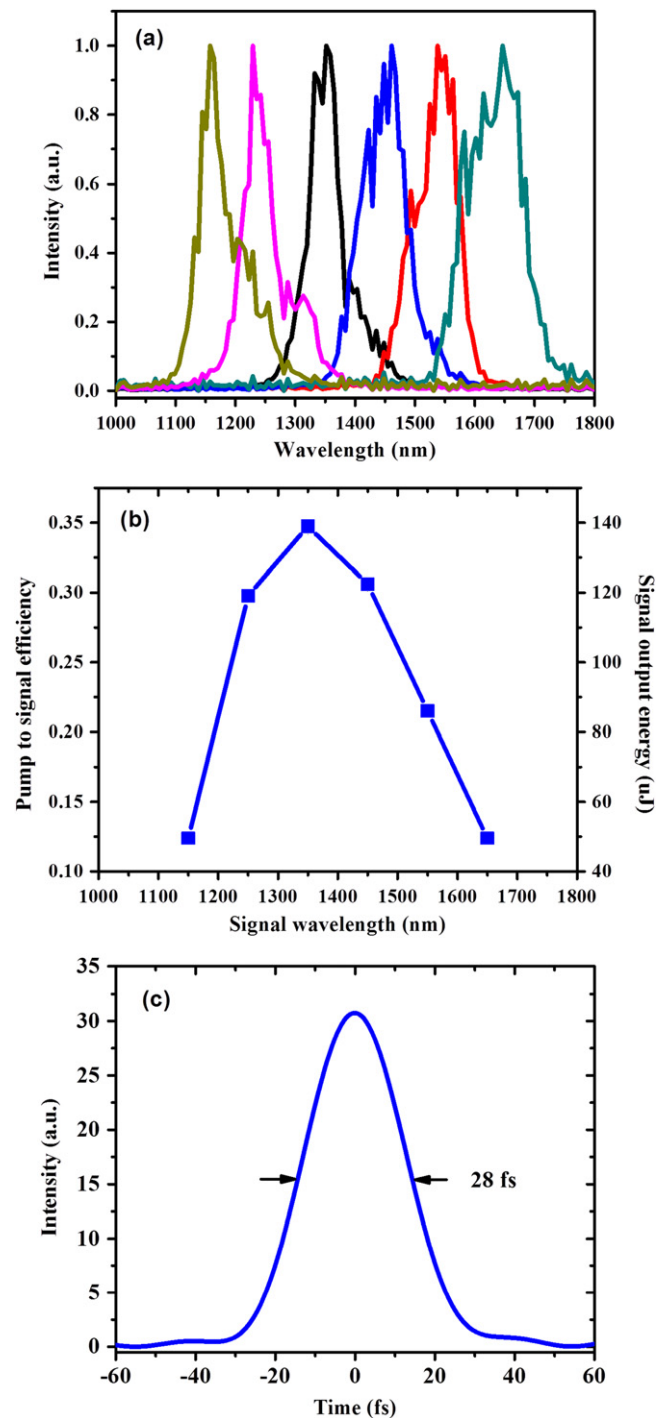 (a)
Intensity (a.u.)
1.0
0.8
0.6
0.4
0.2
0.0
1000 1100 1200 1300 1400 1500 1600 1700 1800
Wavelength (nm)
(b)
Pump to signal efficiency
0.35
0.30
0.25
0.20
0.15
0.10
140
120
100
80
60
40
Signal output energy (uJ)
1000 1100 1200 1300 1400 1500 1600 1700 1800
Signal wavelength (nm)
(c)
Intensity (a.u.)
35
30
25
20
15
10
5
0
28 fs
-60 -40 -20 0 20 40 60
Time (fs)